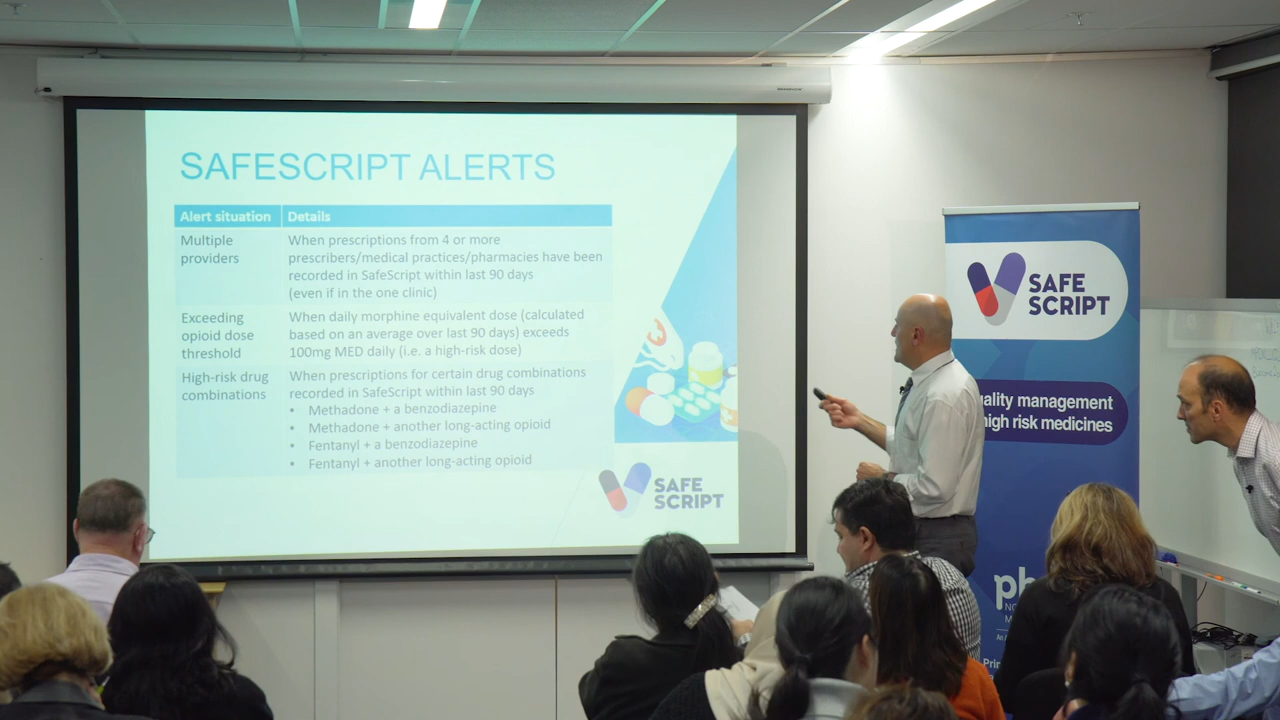 SAFESCRIPT ALERTS
Alert situation Details
Multiple providers
When prescriptions from 4 or more
prescribers/medical practices/pharmacies have been
recorded in SafeScript within last 90 days
(even if in the one clinic)
Exceeding
opioid dose
threshold
When daily morphine equivalent dose (calculated
based on an average over last 90 days) exceeds
100mg MED daily (i.e. a high-risk dose)
High-risk drug
combinations
When prescriptions for certain drug combinations
recorded in SafeScript within last 90 days
• Methadone + a benzodiazepine
• Methadone + another long-acting opioid
• Fentanyl + a benzodiazepine
• Fentanyl + another long-acting opioid
SAFE
SCRIPT
SAFE
SCRIPT
ality management
high risk medicines
ph